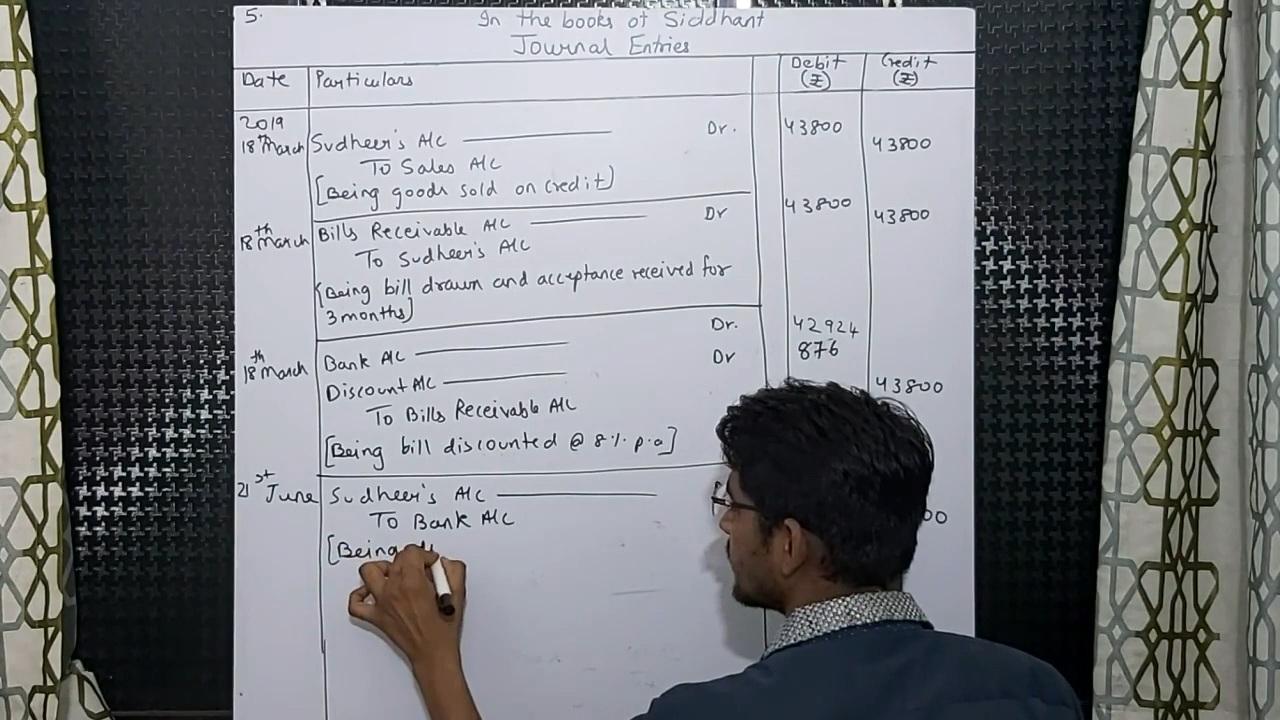 5.
In the books of Siddhant
Journal Entries
Date Particulars Debit (₹) Credit (₹)
2019
18th March Sudheer's A/c Dr. 43800
To Sales A/c 43800
[Being goods sold on credit]
18th March Bills Receivable A/c Dr 43800
To Sudheer's A/c 43800
[Being bill drawn and acceptance received for
3 months]
18th March Bank A/c Dr. 42924
Discount A/c Dr 876
To Bills Receivable A/c 43800
[Being bill discounted @ 8% p.a]
21st June Sudheer's A/c
To Bank A/c 00
[Being